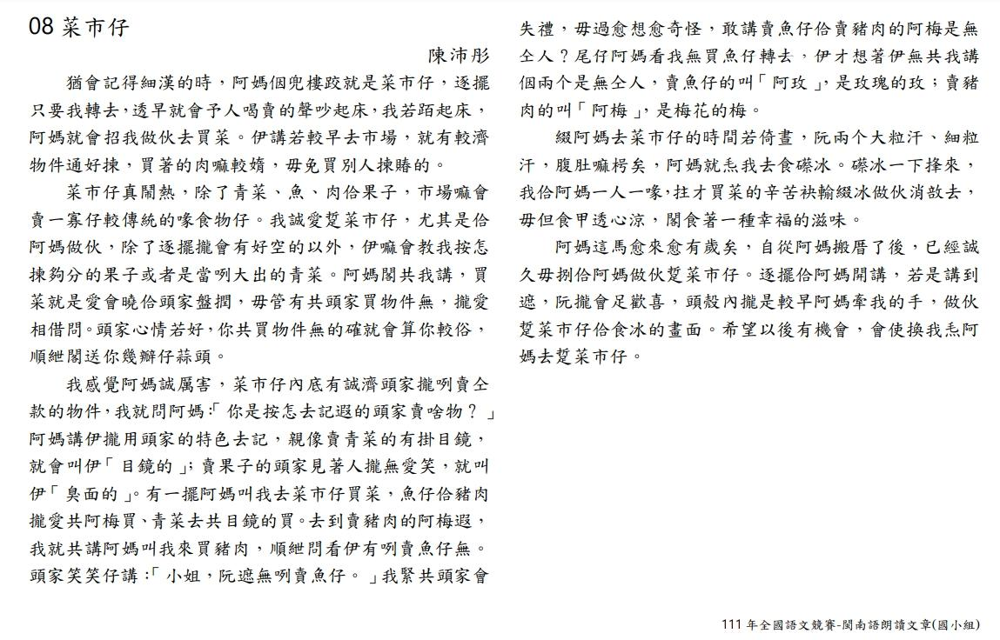 08 菜市仔
陳沛彤
猶會記得細漢的時，阿媽個兜樓跤就是菜市仔，逐擺
只要我轉去，透早就會予人喝賣的聲吵起床，我若𬦰起床，
阿媽就會招我做伙去買菜。伊講若較早去市場，就有較濟
物件通好揀，買著的肉嘛較媠，毋免買別人揀賰的。
菜市仔真鬧熱，除了青菜、魚、肉佮果子，市場嘛會
賣一寡仔較傳統的喙食物仔。我誠愛踅菜市仔，尤其是佮
阿媽做伙，除了逐擺攏會有好空的以外，伊嘛會教我按怎
揀夠分的果子或者是當咧大出的青菜。阿媽閣共我講，買
菜就是愛會曉佮頭家盤撋，毋管有共頭家買物件無，攏愛
相借問。頭家心情若好，你共買物件無的確就會算你較俗，
順紲閣送你幾瓣仔蒜頭。
我感覺阿媽誠厲害，菜市仔內底有誠濟頭家攏咧賣仝
款的物件，我就問阿媽：「你是按怎去記遐的頭家賣啥物？」
阿媽講伊攏用頭家的特色去記，親像賣青菜的有掛目鏡，
就會叫伊「目鏡的」；賣果子的頭家見著人攏無愛笑，就叫
伊「臭面的」。有一擺阿媽叫我去菜市仔買菜，魚仔佮豬肉
攏愛共阿梅買、青菜去共目鏡的買。去到賣豬肉的阿梅遐，
我就共講阿媽叫我來買豬肉，順紲問看伊有咧賣魚仔無。
頭家笑笑仔講：「小姐，阮遮無咧賣魚仔。」我緊共頭家會
失禮，毋過愈想愈奇怪，敢講賣魚仔佮賣豬肉的阿梅是無
仝人？尾仔阿媽看我無買魚仔轉去，伊才想著伊無共我講
個兩个是無仝人，賣魚仔的叫「阿玫」，是玫瑰的玫；賣豬
肉的叫「阿梅」，是梅花的梅。
綴阿媽去菜市仔的時間若倚晝，阮兩个大粒汗、細粒
汗，腹肚嘛枵矣，阿媽就𤆬我去食礤冰。礤冰一下捀來，
我佮阿媽一人一喙，拄才買菜的辛苦袂輸綴冰做伙消敨去，
毋但食甲透心涼，閣食著一種幸福的滋味。
阿媽這馬愈來愈有歲矣，自從阿媽搬厝了後，已經誠
久毋捌佮阿媽做伙踅菜市仔。逐擺佮阿媽開講，若是講到
遮，阮攏會足歡喜，頭殼內攏是較早阿媽牽我的手，做伙
踅菜市仔佮食冰的畫面。希望以後有機會，會使換我𤆬阿
媽去踅菜市仔。
111 年全國語文競賽-閩南語朗讀文章(國小組)